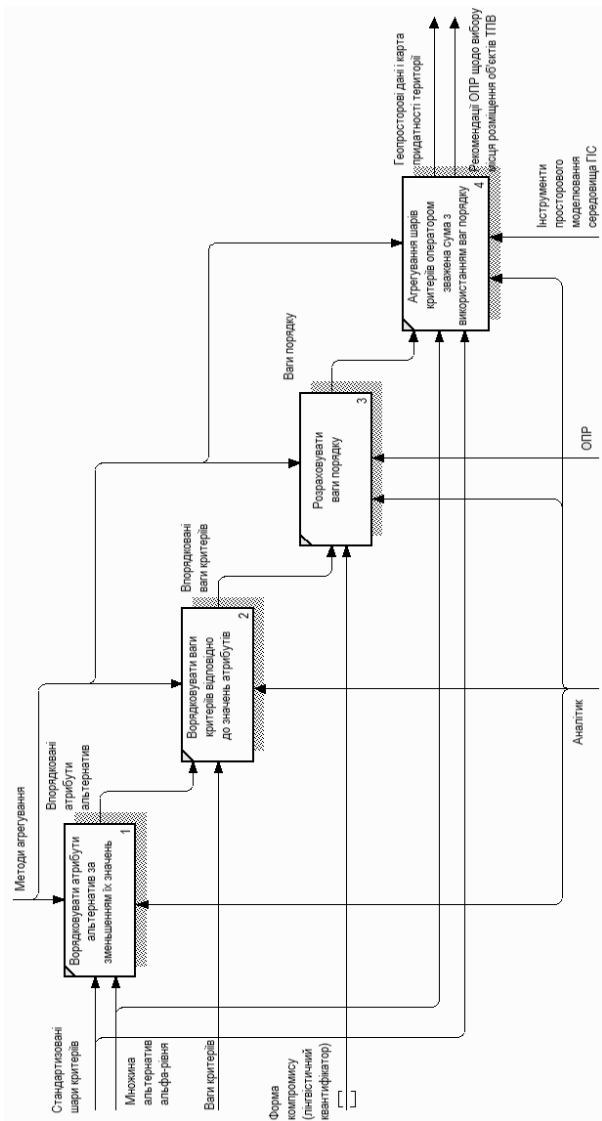 Методи агрегування
Стандартизовані
шари критеріїв
Множина
альтернатив
альфа-рівня
Ворядковувати атрибути
альтернатив за
зменшенням їх значень
1
Впорядковані
атрибути
альтернатив
Ваги критеріїв
Ворядковувати ваги
критеріїв відповідно
до значень атрибутів
2
Впорядковані
ваги критеріїв
Форма
компромису
(лінгвістичний
квантифікатор)
Розраховувати
ваги порядку
3
Ваги порядку
Агрегування шарів
критеріїв оператором
зважена сума з
використанням ваг порядку
4
Геопросторові дані і карта
придатності території
Рекомендації ОПР щодо вибору
місця розміщення об'єктів ТПВ
Аналітик
ОПР
Інструменти
просторового
моделювання
середовища ГІС